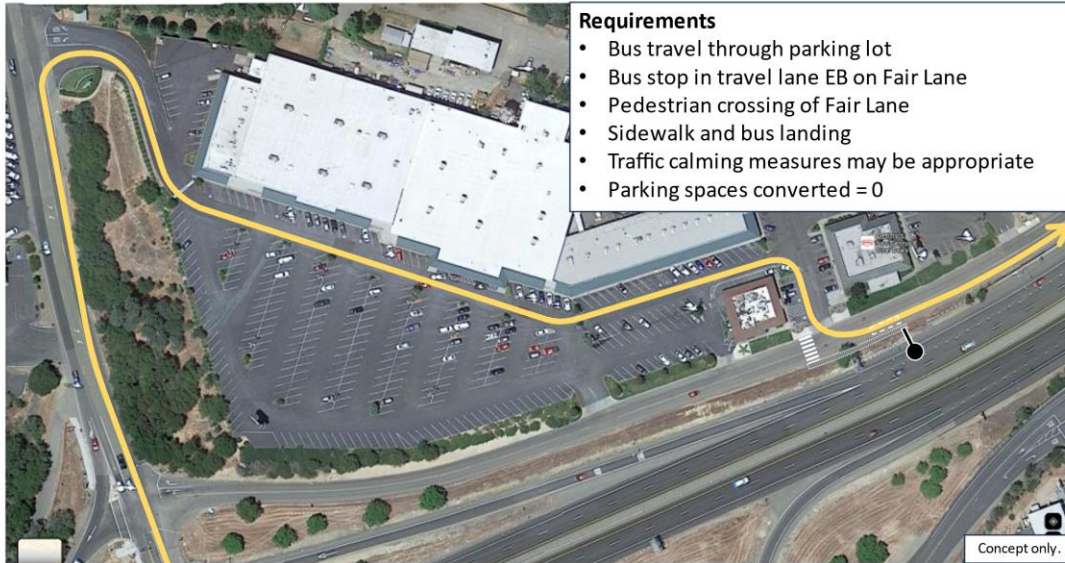 Requirements
• Bus travel through parking lot
• Bus stop in travel lane EB on Fair Lane
• Pedestrian crossing of Fair Lane
• Sidewalk and bus landing
• Traffic calming measures may be appropriate
• Parking spaces converted = 0
Concept only.